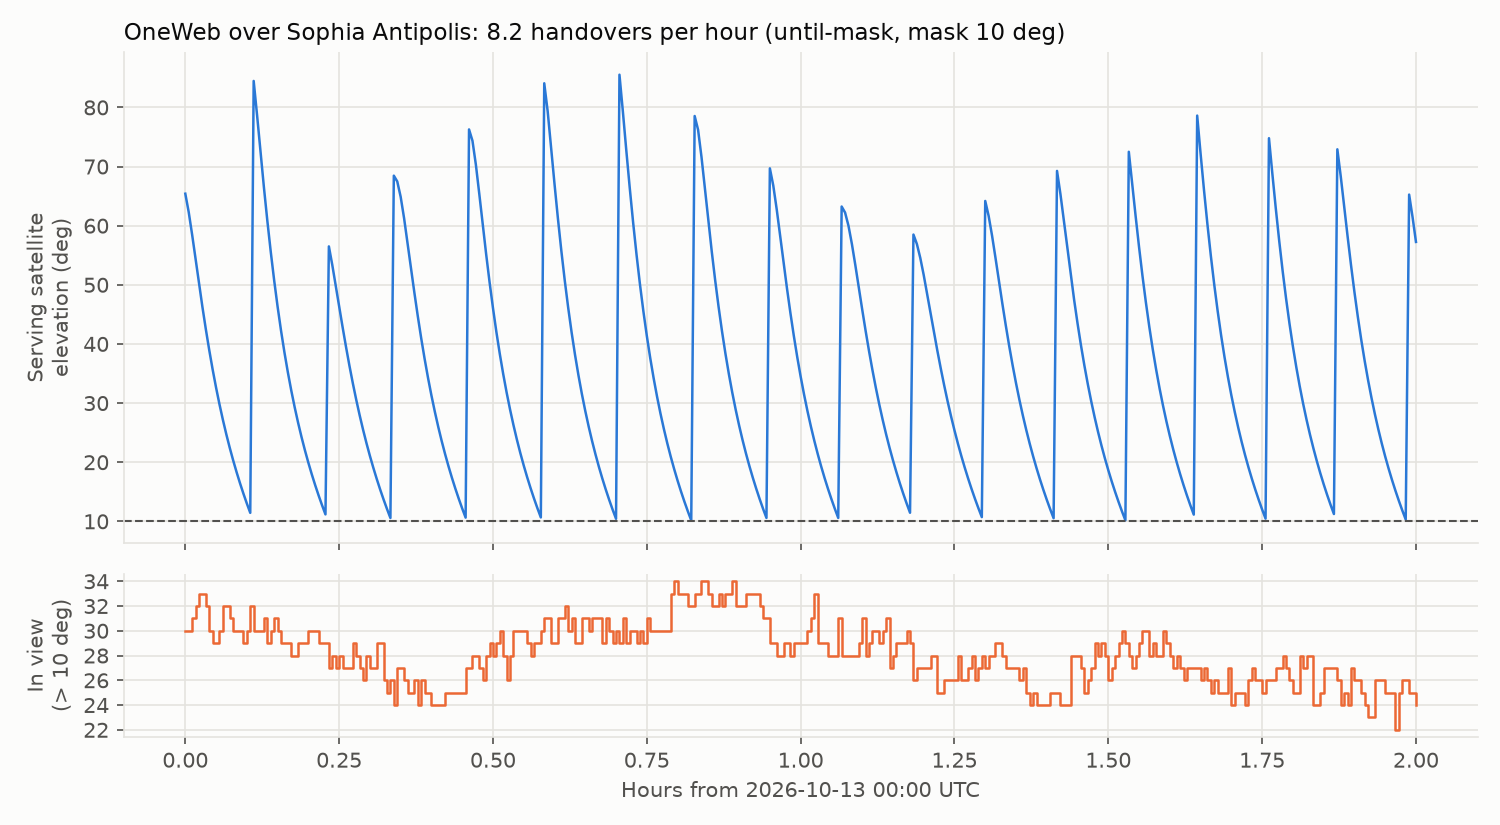 OneWeb over Sophia Antipolis: 8.2 handovers per hour (until-mask, mask 10 deg)
Serving satellite
elevation (deg)
80
70
60
50
40
30
20
10
In view
(> 10 deg)
34
32
30
28
26
24
22
0.00 0.25 0.50 0.75 1.00 1.25 1.50 1.75 2.00
Hours from 2026-10-13 00:00 UTC